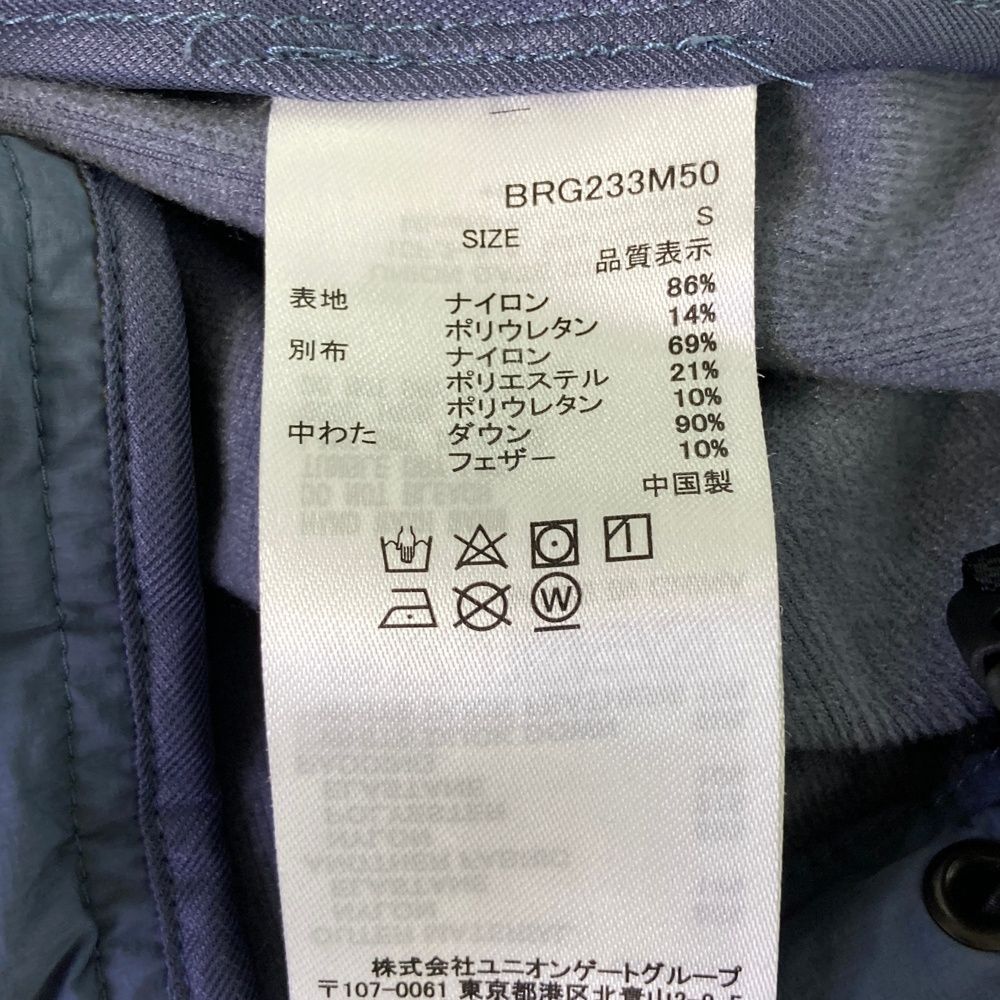 BRG233M50
SIZE S
品質表示
表地 ナイロン 86%
ポリウレタン 14%
別布 ナイロン 69%
ポリエステル 21%
ポリウレタン 10%
中わた ダウン 90%
フェザー 10%
中国製
W
株式会社ユニオンゲートグループ
〒107-0061 東京都港区北青山